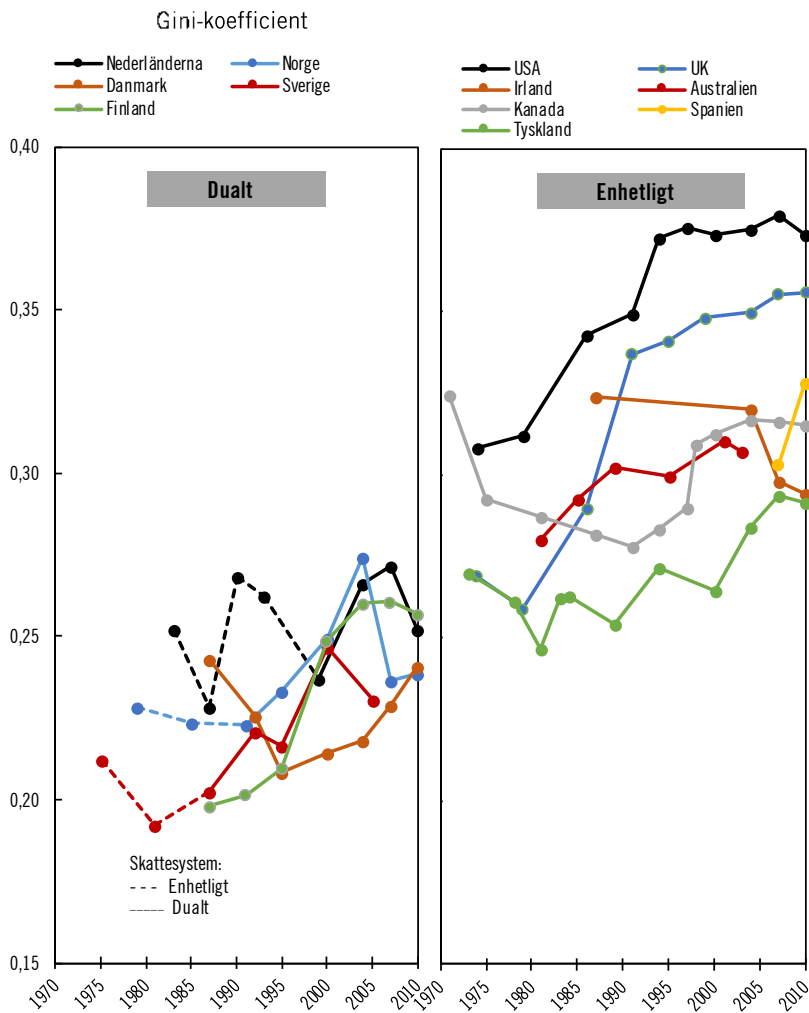 Gini-koefficient
Nederländerna
Norge
Danmark
Sverige
Finland
USA
UK
Irland
Australien
Kanada
Spanien
Tyskland
0,40
0,35
0,30
0,25
0,20
0,15
Dualt
Enhetligt
Skattesystem:
--- Enhetligt
----- Dualt
1970 1975 1980 1985 1990 1995 2000 2005 2010
1970 1975 1980 1985 1990 1995 2000 2005 2010